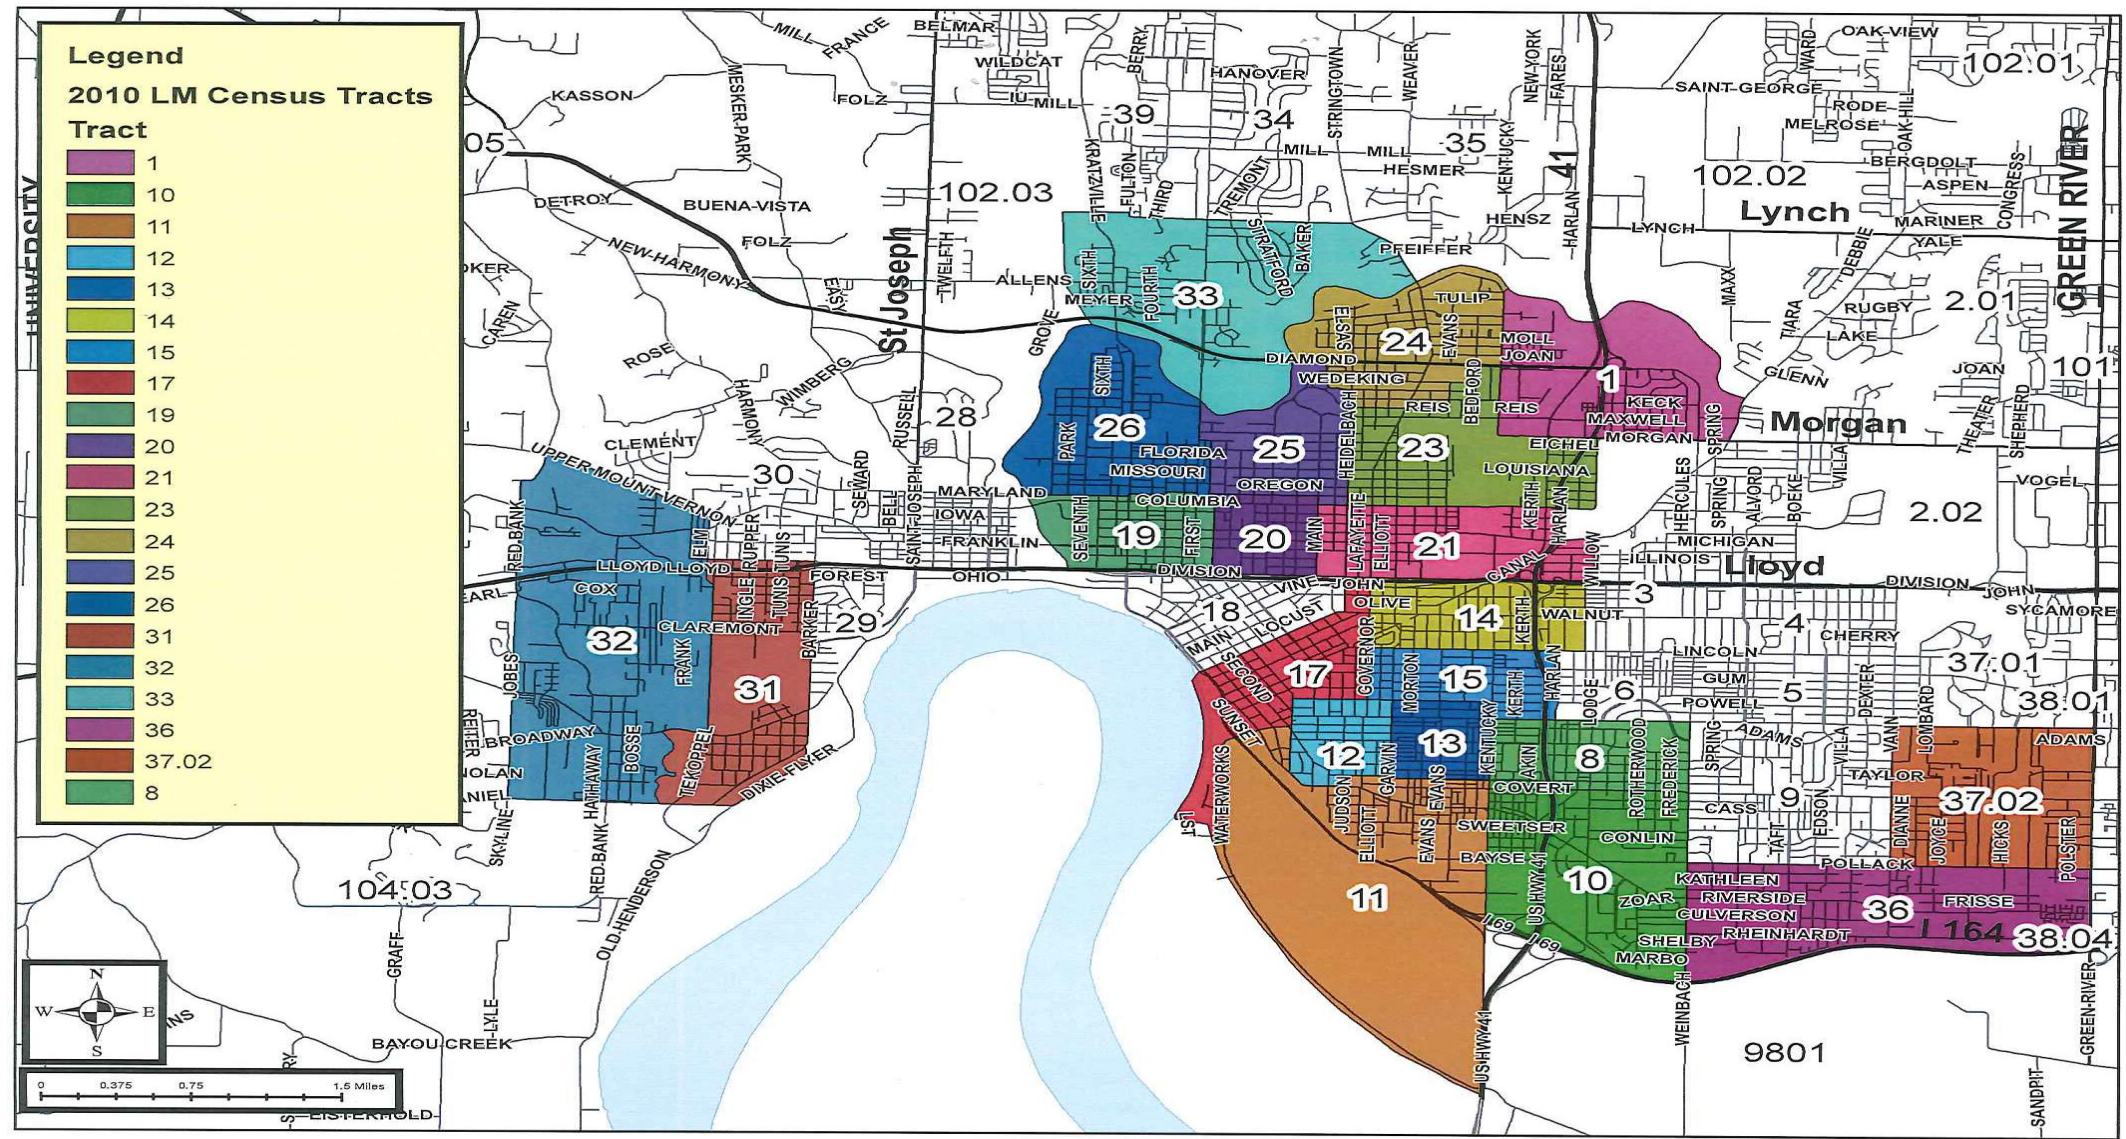 Legend
2010 LM Census Tracts
Tract
1
10
11
12
13
14
15
17
19
20
21
23
24
25
26
31
32
33
36
37.02
8
N
W E
S
0 0.375 0.75 1.5 Miles
MILL
FRANCE
BELMAR
WILDCAT
BERRY
HANOVER
STRINGTOWN
WEAVER
NEW-YORK
FARES
WARD
OAK-VIEW
102.01
KASSON
MESKER-PARK
FOLZ
IU
MILL
39
34
35
SAINT-GEORGE
RODE
MELROSE
OAK-HILL
05
KRATZVILLE
FULTON
THIRD
TREMONT
MILL
MILL
HESMER
KENTUCKY
41
BERGDOLT
102.02
ASPEN
CONGRESS
GREEN RIVER
UNIVERSITY
DETROY
BUENA-VISTA
102.03
HENSZ
HARLAN
Lynch
LYNCH
MARINER
YALE
NEW-HARMONY
FOLZ
St Joseph
TWELFTH
ALLENS
SIXTH
MEYER
FOURTH
33
STRATFORD
BAKER
PFEIFFER
DEBBIE
MAXX
2.01
OKER
CAREN
EASY
GROVE
ELSAS
TULIP
24
EVANS
MOLL
JOAN
TIARA
RUGBY
LAKE
ROSE
HARMONY
WIMBERG
DIAMOND
WEDEKING
BEDFORD
1
GLENN
JOAN
101
SIXTH
RUSSELL
28
REIS
REIS
KECK
MAXWELL
MORGAN
SPRING
Morgan
THEATER
SHEPHERD
CLEMENT
PARK
26
FLORIDA
MISSOURI
25
HEIDELBACH
23
EICHEL
LOUISIANA
UPPER MOUNT VERNON
30
SEWARD
BELL
SAINT-JOSEPH
MARYLAND
IOWA
FRANKLIN
COLUMBIA
OREGON
HERCULES
SPRING
ALVORD
BOEKE
VILLA
VOGEL
2.02
RED-BANK
ELM
RUPPER
TUNIS
SEVENTH
19
FIRST
20
MAIN
LAFAYETTE
ELLIOTT
21
KERTH
HARLAN
MICHIGAN
ILLINOIS
LLOYD
LLOYD
FOREST
OHIO
DIVISION
VINE
JOHN
CANAL
WILLOW
Lloyd
DIVISION
JOHN
EARL
COX
INGLE
TUNIS
BARKER
29
18
LOCUST
MAIN
OLIVE
14
KERTH
WALNUT
3
4
SYCAMORE
32
CLAREMONT
CHERRY
JOBES
FRANK
31
SECOND
17
GOVERNOR
MORTON
15
KERTH
HARLAN
LINCOLN
GUM
POWELL
6
5
DEXTER
37.01
38.01
REITER
BROADWAY
BOSSE
HATHAWAY
TEKOPPEL
DIXIE FLYER
SUNSET
WATERWORKS
12
13
GARVIN
EVANS
KENTUCKY
AKIN
LODGE
8
ROTHERWOOD
FREDERICK
SPRING
ADAMS
VILLA
VANN
LOMBARD
ADAMS
NOLAN
ANIEL
SKYLINE
RED-BANK
LST
JUDSON
ELLIOTT
EVANS
COVERT
SWEETSER
BAYSE
CONLIN
TAYLOR
CASS
9
TAFT
EDSON
37.02
DIANNE
JOYCE
HICKS
POLSTER
104.03
OLD-HENDERSON
11
US HWY 41
10
ZOAR
POLLACK
KATHLEEN
RIVERSIDE
CULVERSON
RHEINHARDT
36
FRISSE
I 164
38.04
GRAFF
LYLE
I 69
I 69
SHELBY
MARBO
WEINBACH
GREEN-RIVER
INS
BAYOU-CREEK
RY
US HWY 41
9801
SANDPIT
S
EISTERHOLD